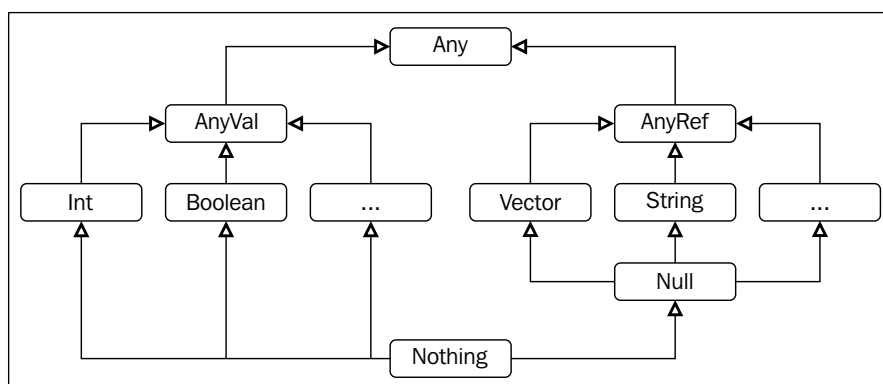 Any
AnyVal
AnyRef
Int
Boolean
...
Vector
String
...
Null
Nothing